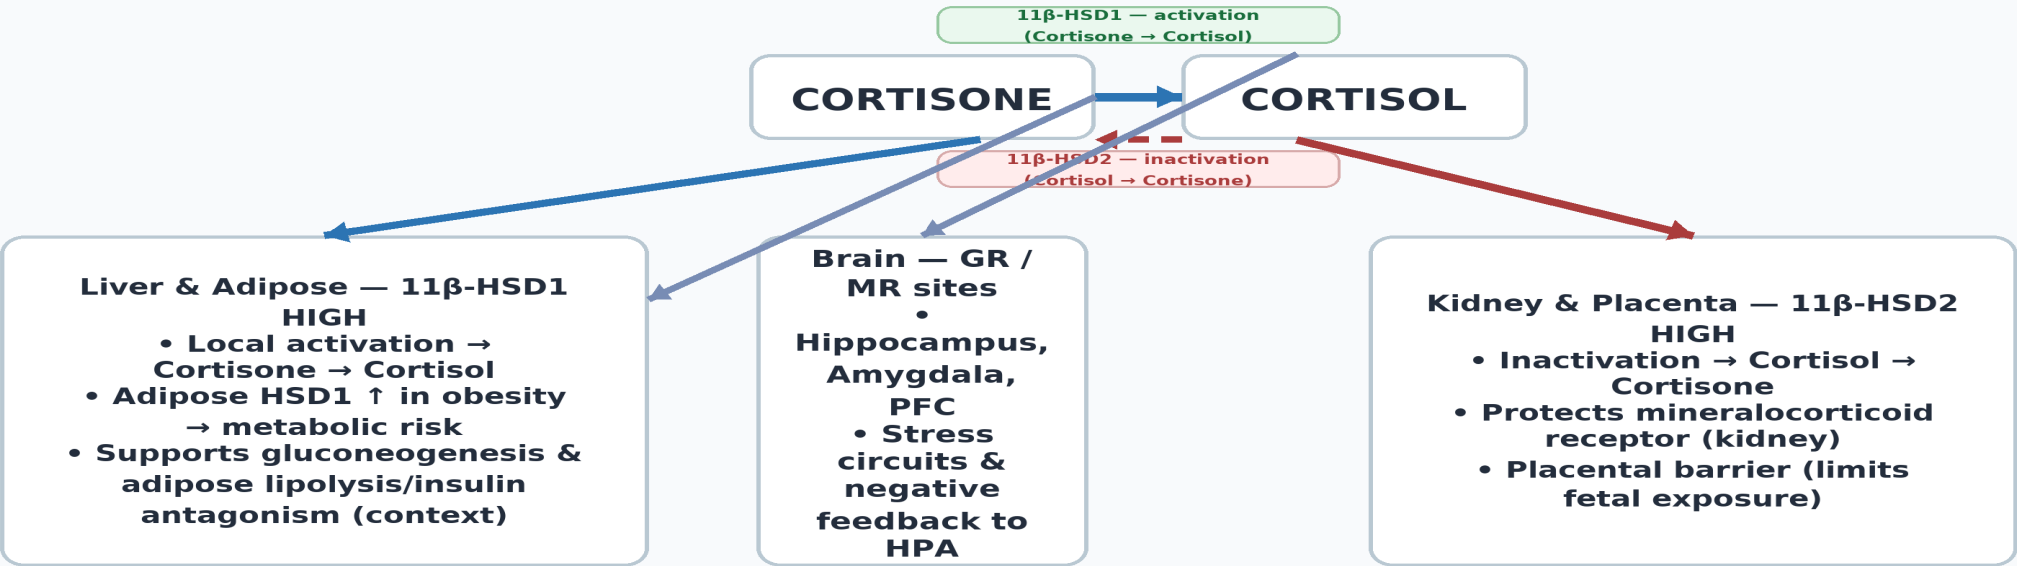 11β-HSD1 — activation
(Cortisone → Cortisol)
CORTISONE
CORTISOL
11β-HSD2 — inactivation
(Cortisol → Cortisone)
Liver & Adipose — 11β-HSD1
HIGH
• Local activation →
Cortisone → Cortisol
• Adipose HSD1 ↑ in obesity
→ metabolic risk
• Supports gluconeogenesis &
adipose lipolysis/insulin
antagonism (context)
Brain — GR /
MR sites
•
Hippocampus,
Amygdala,
PFC
• Stress
circuits &
negative
feedback to
HPA
Kidney & Placenta — 11β-HSD2
HIGH
• Inactivation → Cortisol →
Cortisone
• Protects mineralocorticoid
receptor (kidney)
• Placental barrier (limits
fetal exposure)